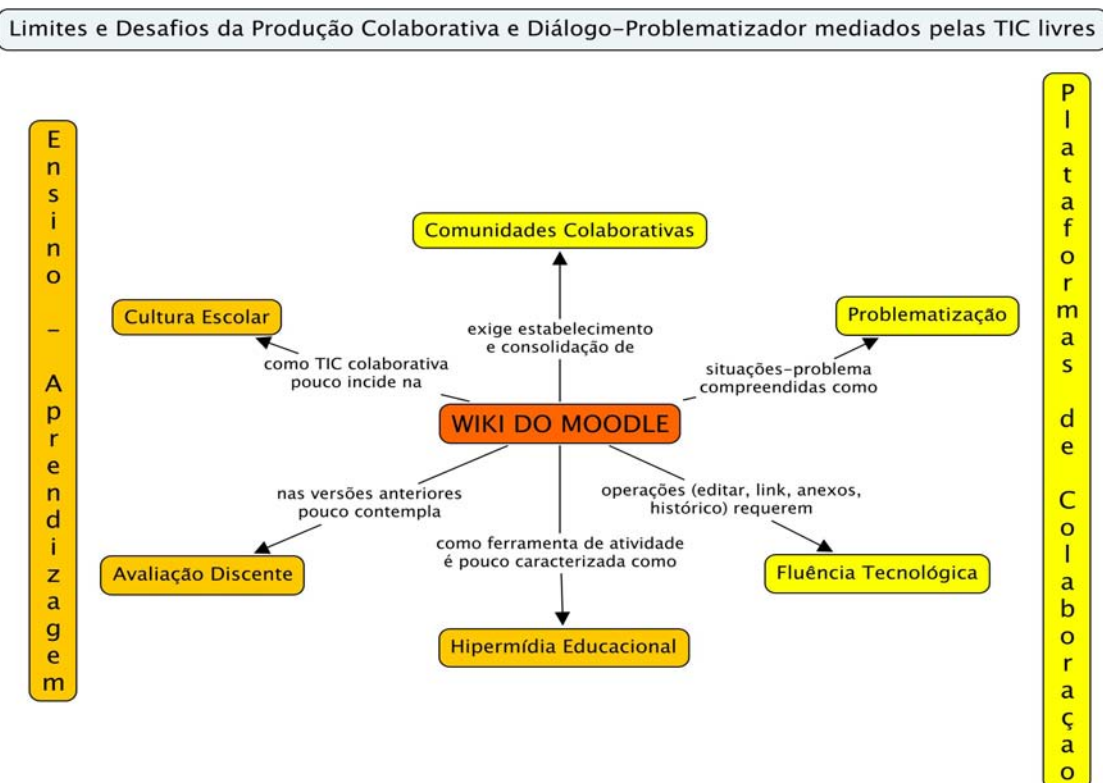 Limites e Desafios da Produção Colaborativa e Diálogo-Problematizador mediados pelas TIC livres
Ensino - Aprendizagem
Plataformas de Colaboraçao
Comunidades Colaborativas
Cultura Escolar
Problematização
exige estabelecimento
e consolidação de
como TIC colaborativa
pouco incide na
situações-problema
compreendidas como
WIKI DO MOODLE
nas versões anteriores
pouco contempla
operações (editar, link, anexos,
histórico) requerem
como ferramenta de atividade
é pouco caracterizada como
Avaliação Discente
Fluência Tecnológica
Hipermídia Educacional